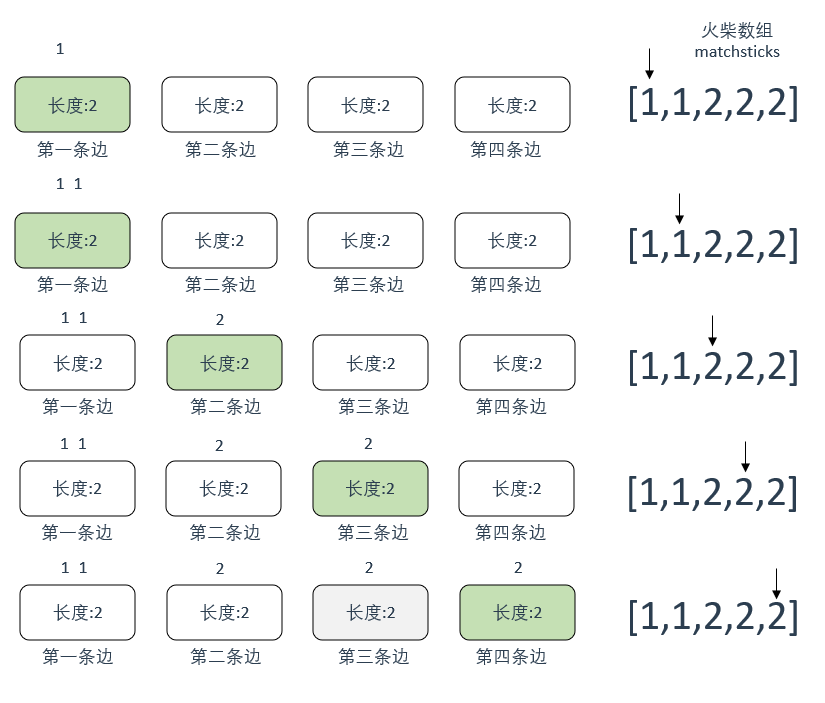 火柴数组
matchsticks
1
长度:2 长度:2 长度:2 长度:2 [1,1,2,2,2]
第一条边 第二条边 第三条边 第四条边
1 1
长度:2 长度:2 长度:2 长度:2 [1,1,2,2,2]
第一条边 第二条边 第三条边 第四条边
1 1 2
长度:2 长度:2 长度:2 长度:2 [1,1,2,2,2]
第一条边 第二条边 第三条边 第四条边
1 1 2 2
长度:2 长度:2 长度:2 长度:2 [1,1,2,2,2]
第一条边 第二条边 第三条边 第四条边
1 1 2 2 2
长度:2 长度:2 长度:2 长度:2 [1,1,2,2,2]
第一条边 第二条边 第三条边 第四条边